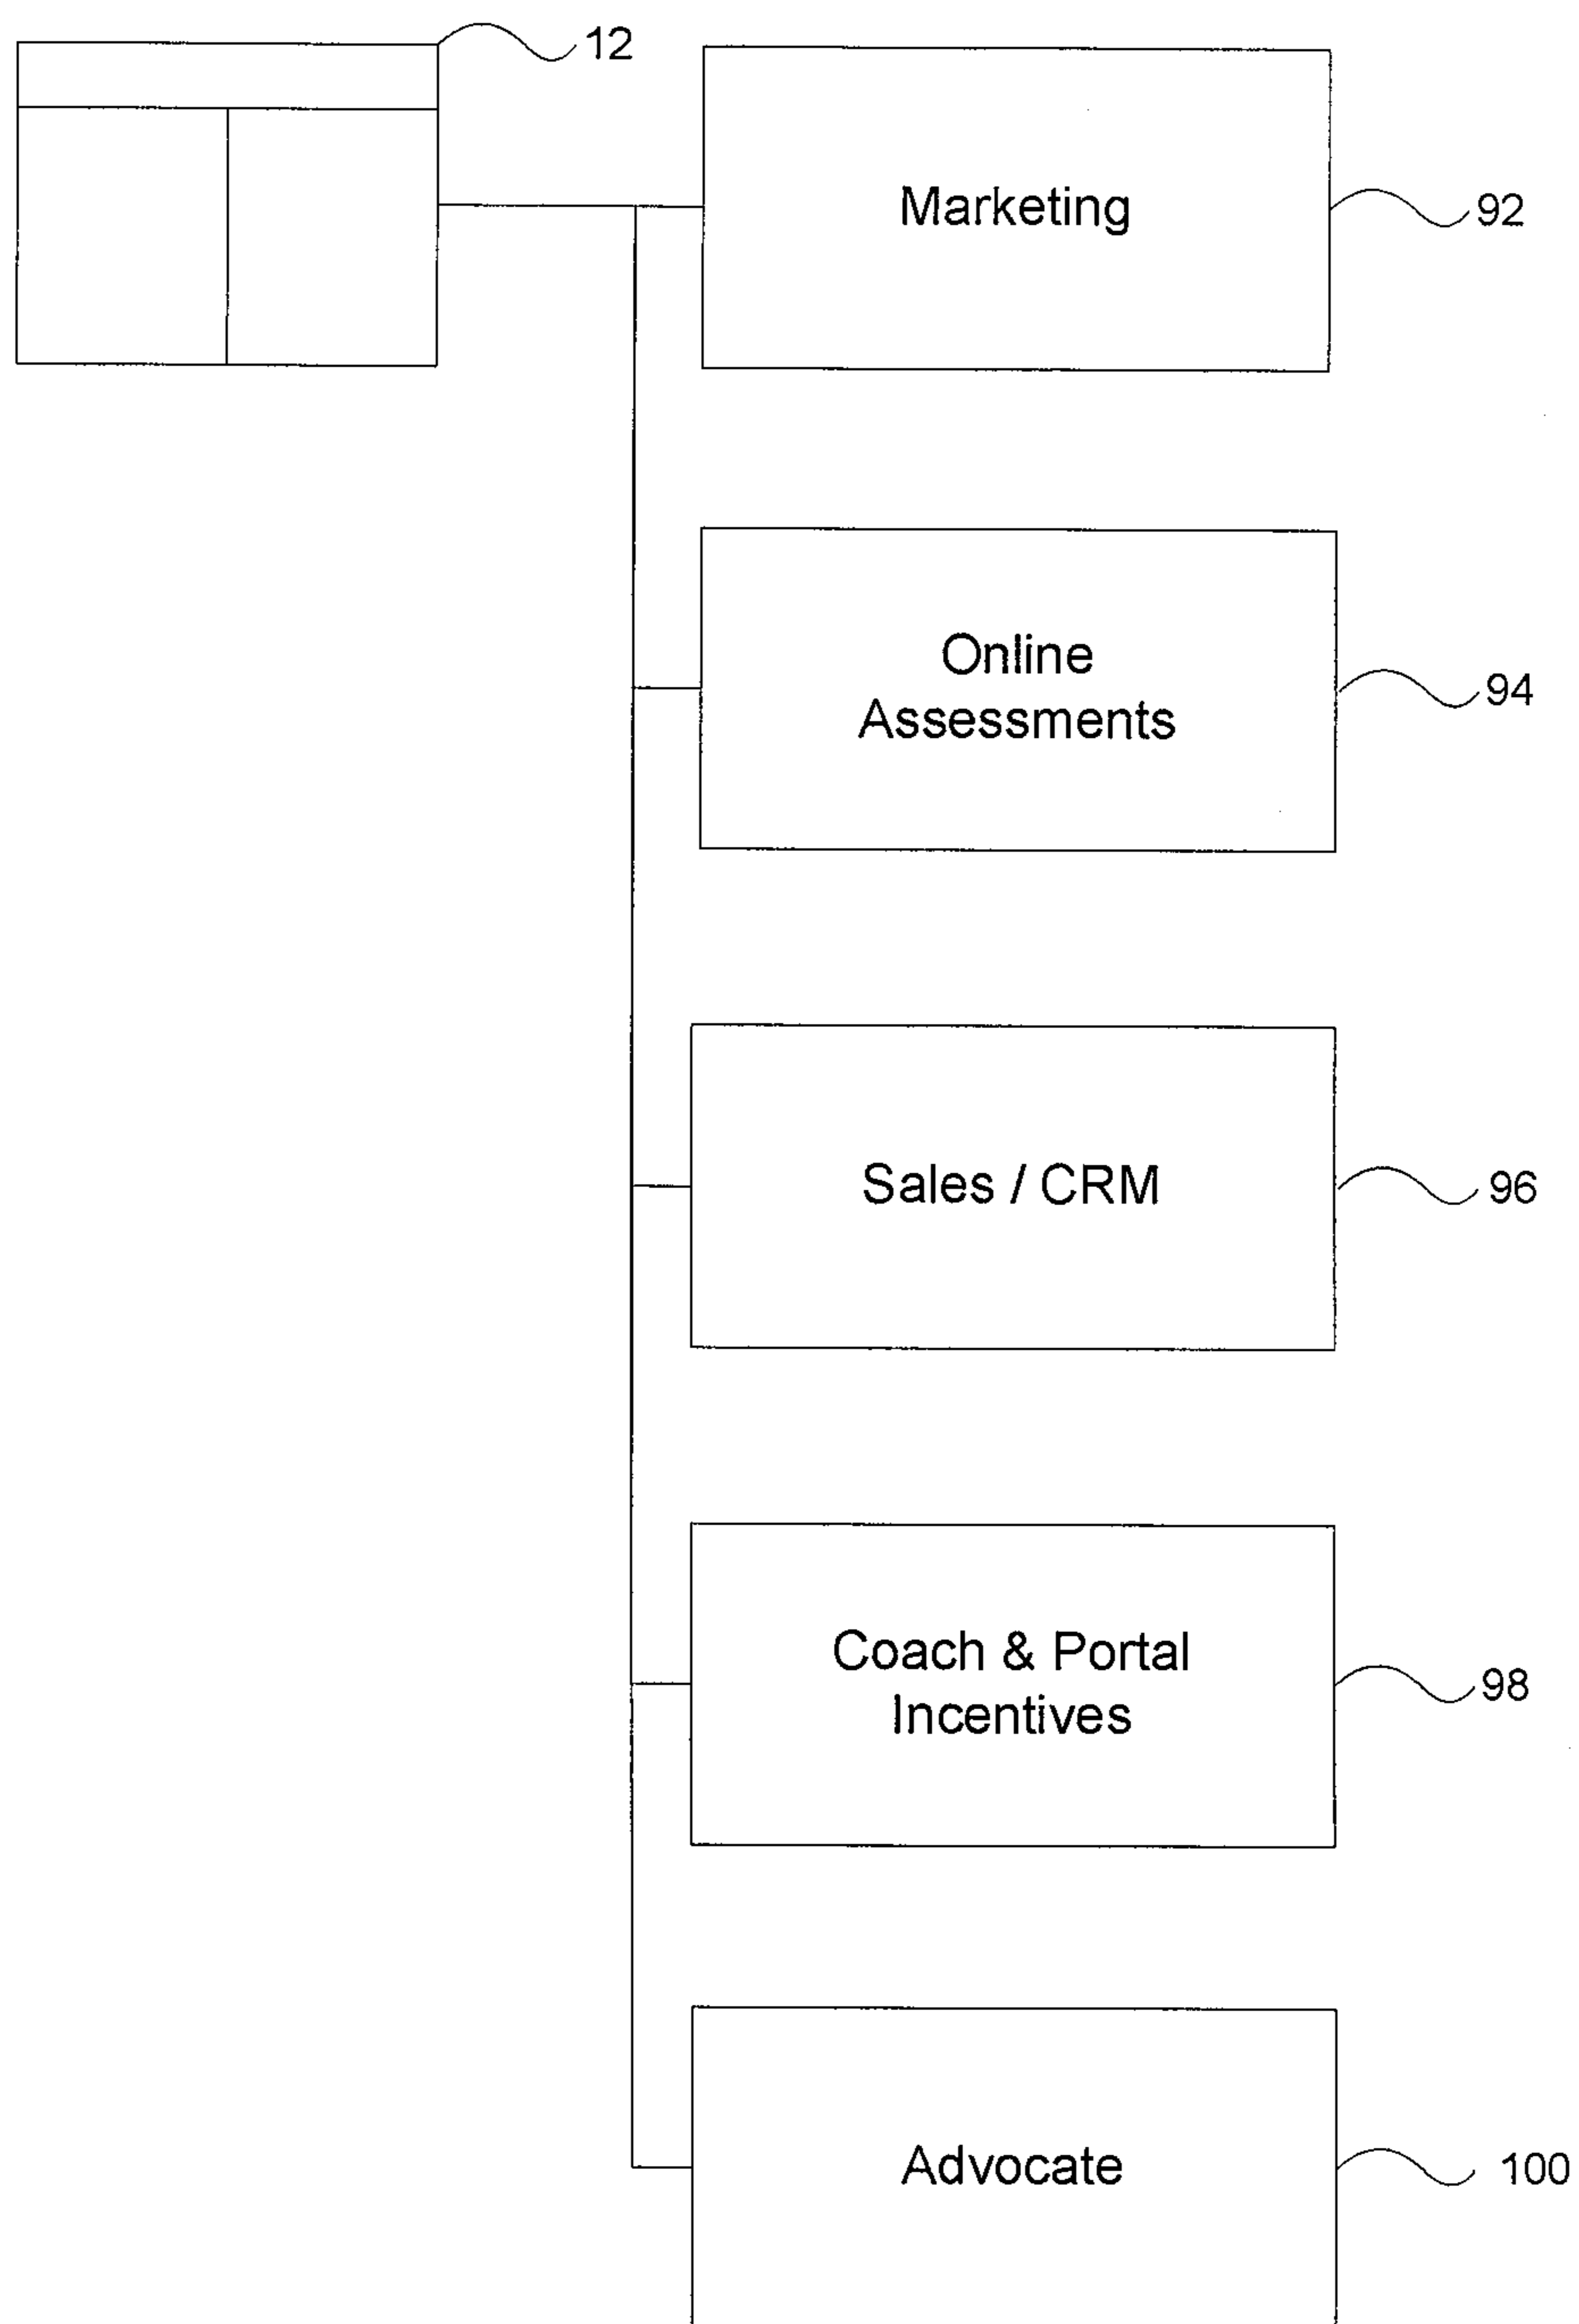 12
Marketing
92
Online
Assessments
94
Sales / CRM
96
Coach & Portal
Incentives
98
Advocate
100